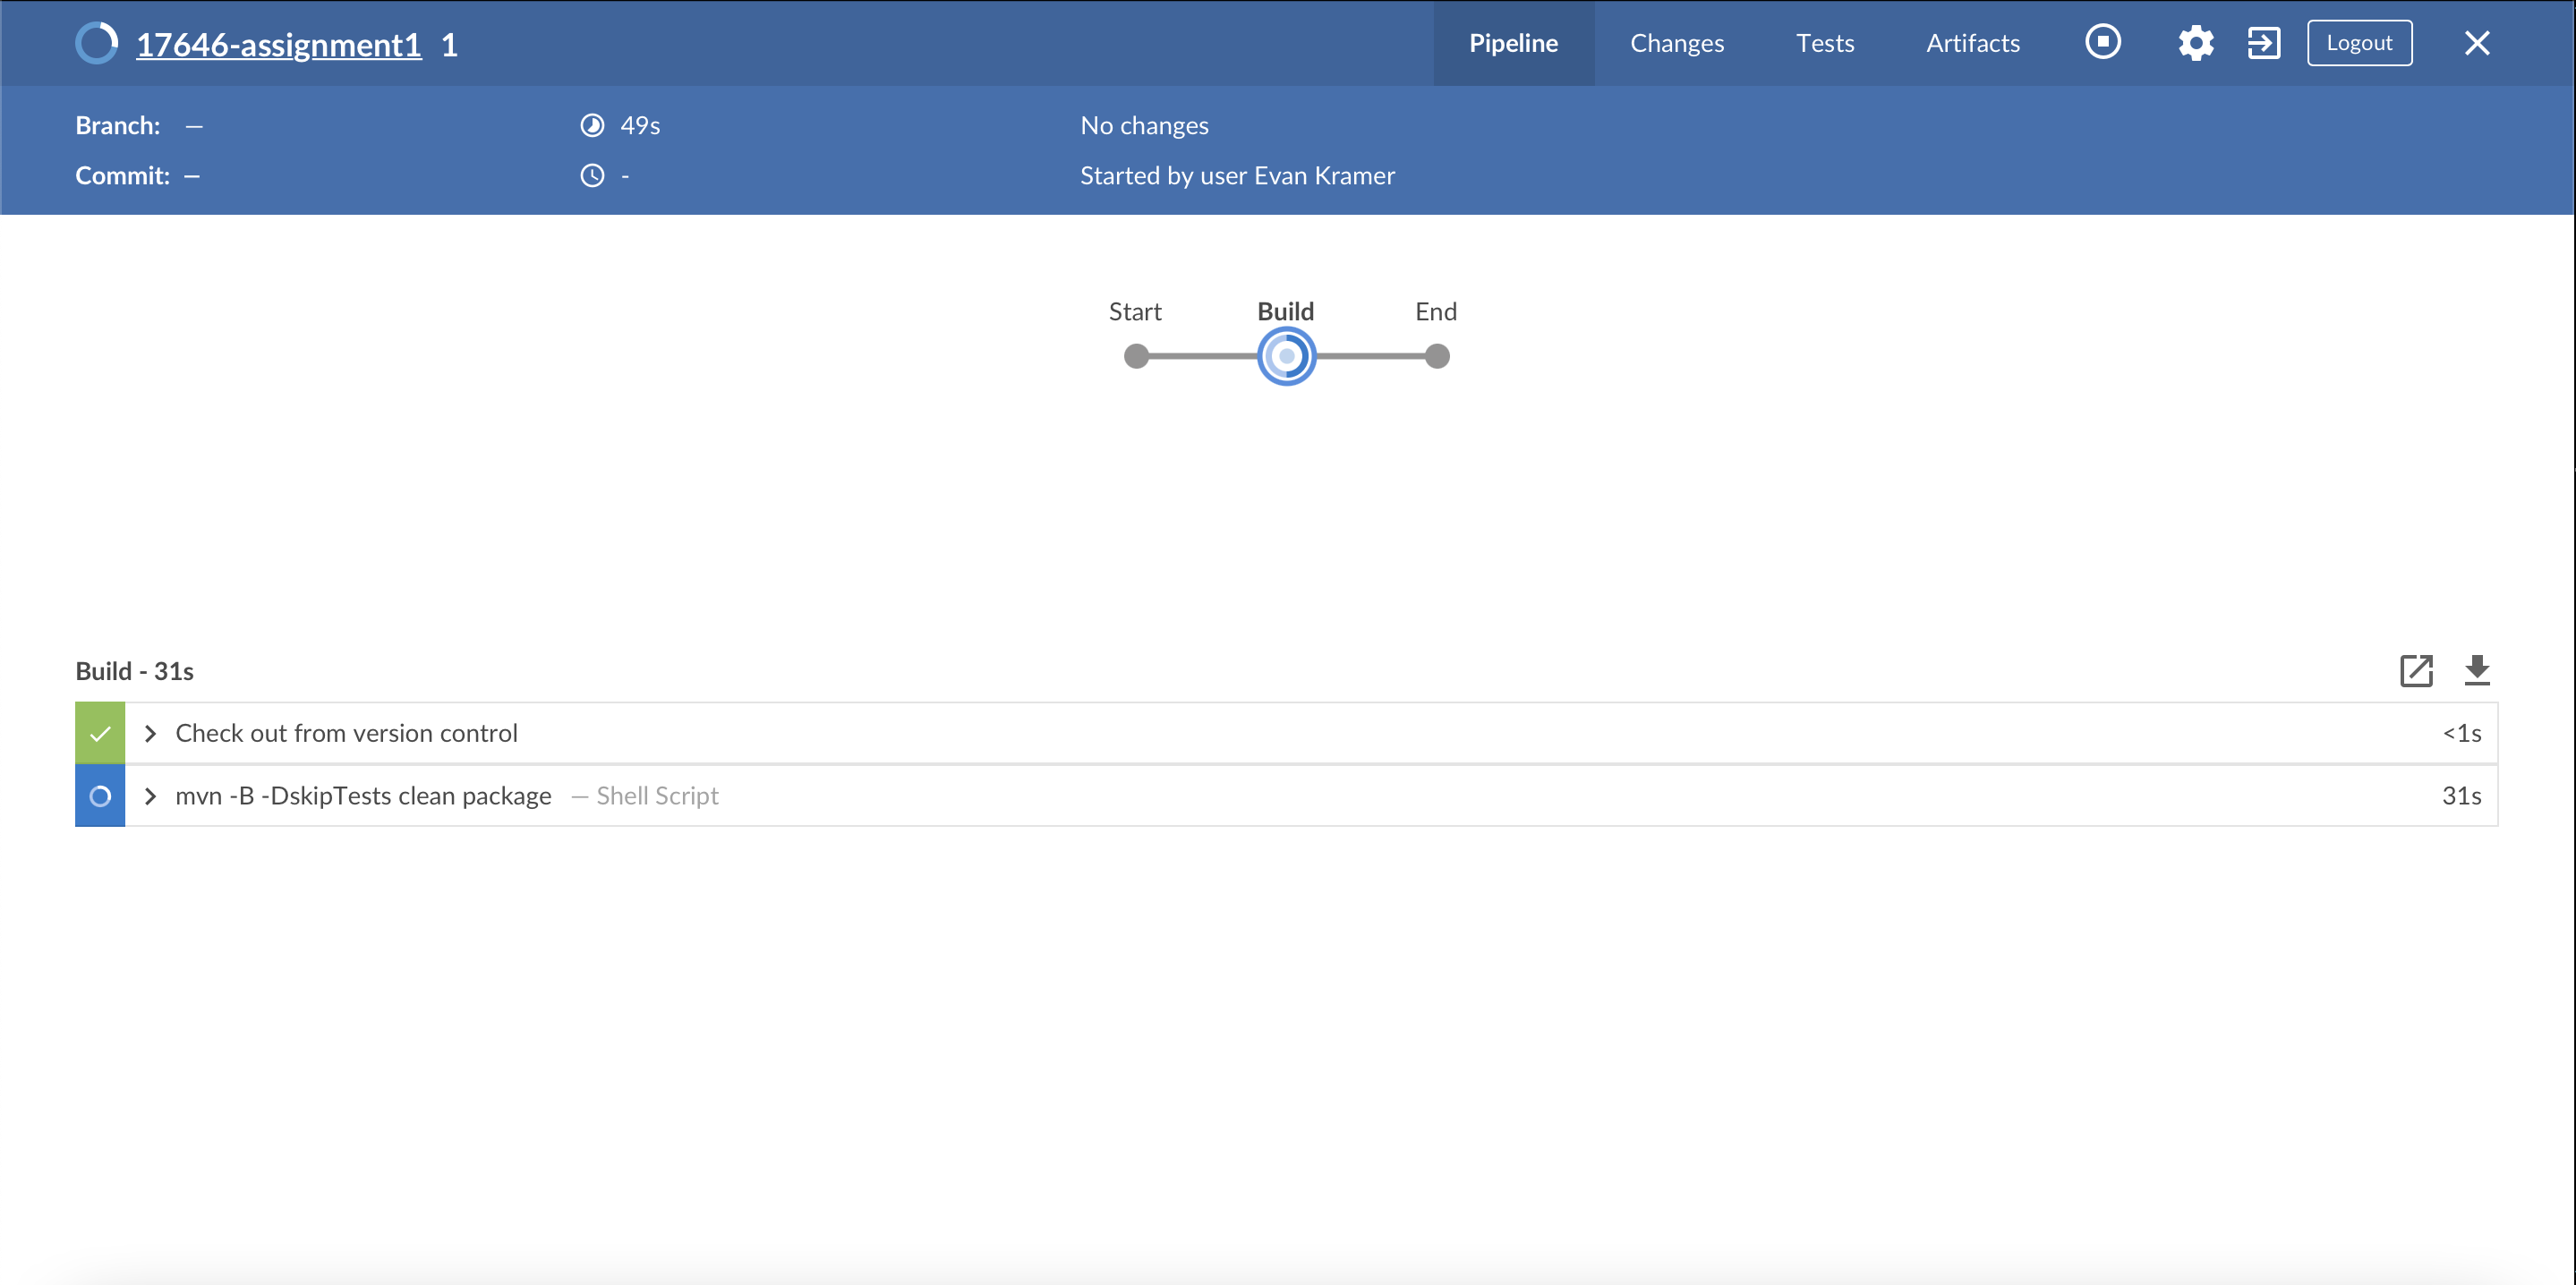 17646-assignment1 1
Pipeline Changes Tests Artifacts Logout
Branch: — 49s No changes
Commit: — - Started by user Evan Kramer
Start Build End
Build - 31s
Check out from version control <1s
mvn -B -DskipTests clean package — Shell Script 31s